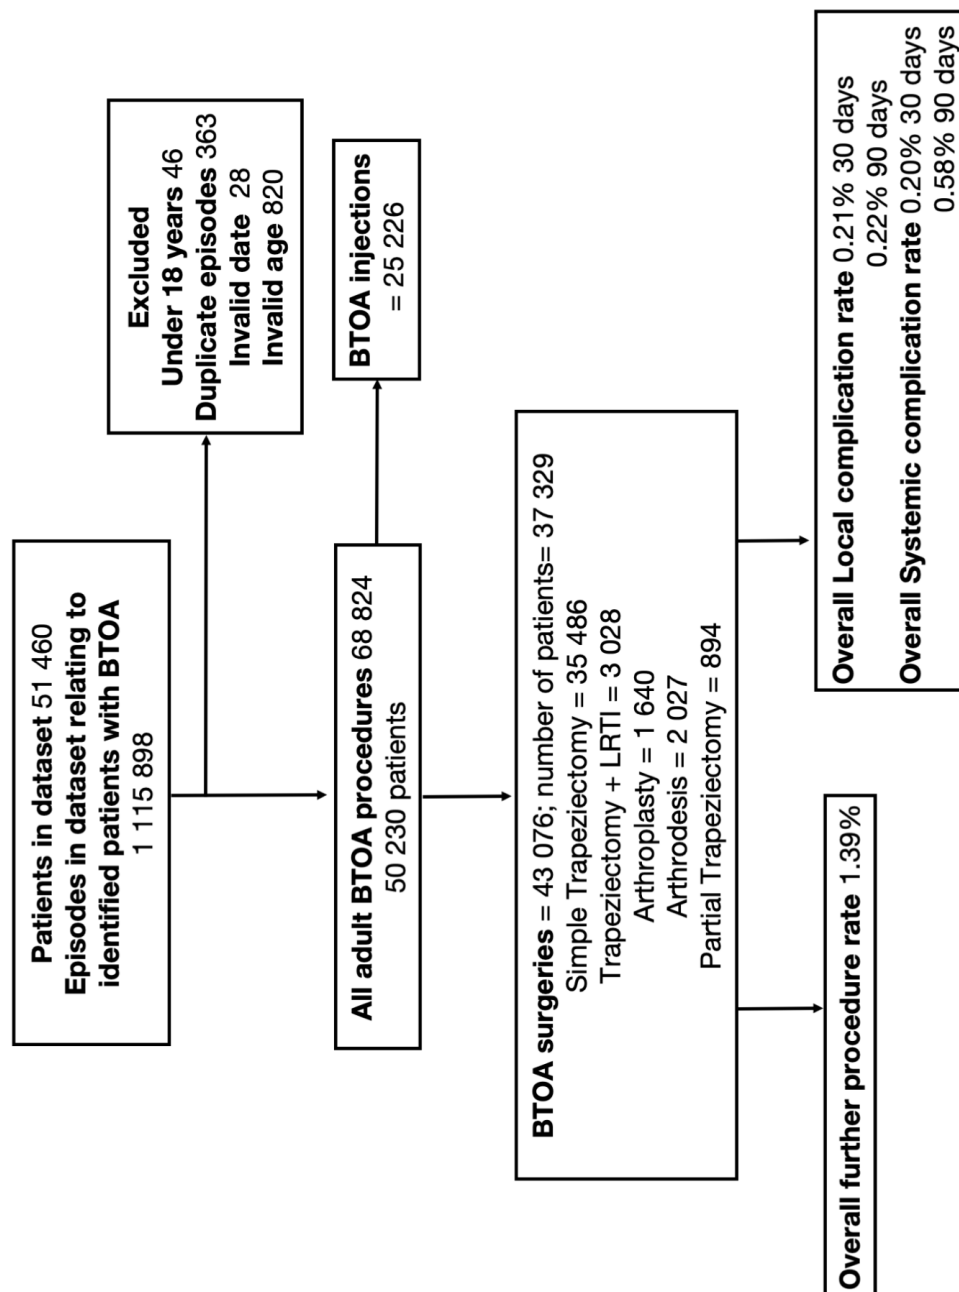 Patients in dataset 51 460
Episodes in dataset relating to
identified patients with BTOA
1 115 898
Excluded
Under 18 years 46
Duplicate episodes 363
Invalid date 28
Invalid age 820
All adult BTOA procedures 68 824
50 230 patients
BTOA injections
= 25 226
BTOA surgeries = 43 076; number of patients= 37 329
Simple Trapeziectomy = 35 486
Trapeziectomy + LRTI = 3 028
Arthroplasty = 1 640
Arthrodesis = 2 027
Partial Trapeziectomy = 894
Overall further procedure rate 1.39%
Overall Local complication rate 0.21% 30 days
0.22% 90 days
Overall Systemic complication rate 0.20% 30 days
0.58% 90 days